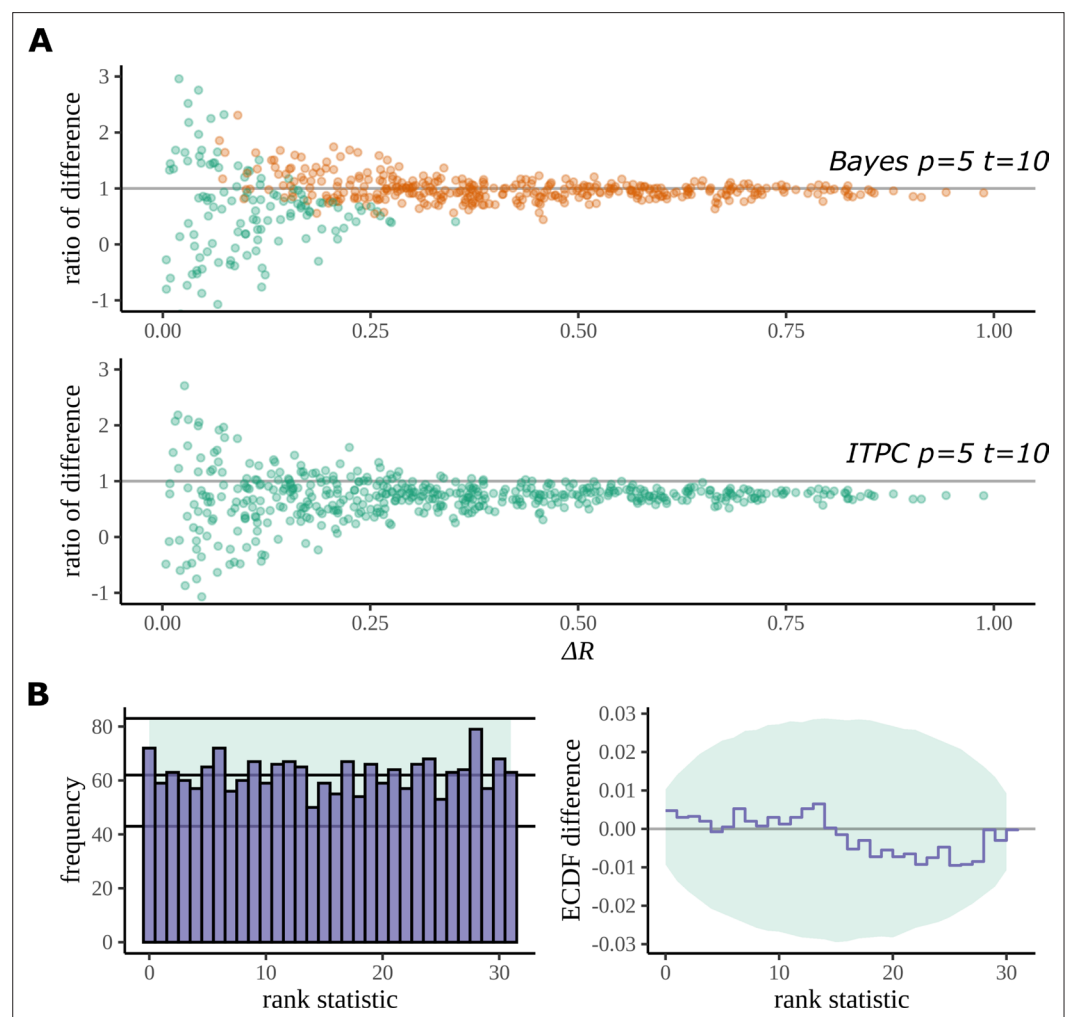 A
ratio of difference
3
2
1
0
-1
Bayes p=5 t=10
0.00 0.25 0.50 0.75 1.00
ratio of difference
3
2
1
0
-1
ITPC p=5 t=10
0.00 0.25 0.50 0.75 1.00
ΔR
B
frequency
80
60
40
20
0
0 10 20 30
rank statistic
ECDF difference
0.03
0.02
0.01
0.00
-0.01
-0.02
-0.03
0 10 20 30
rank statistic